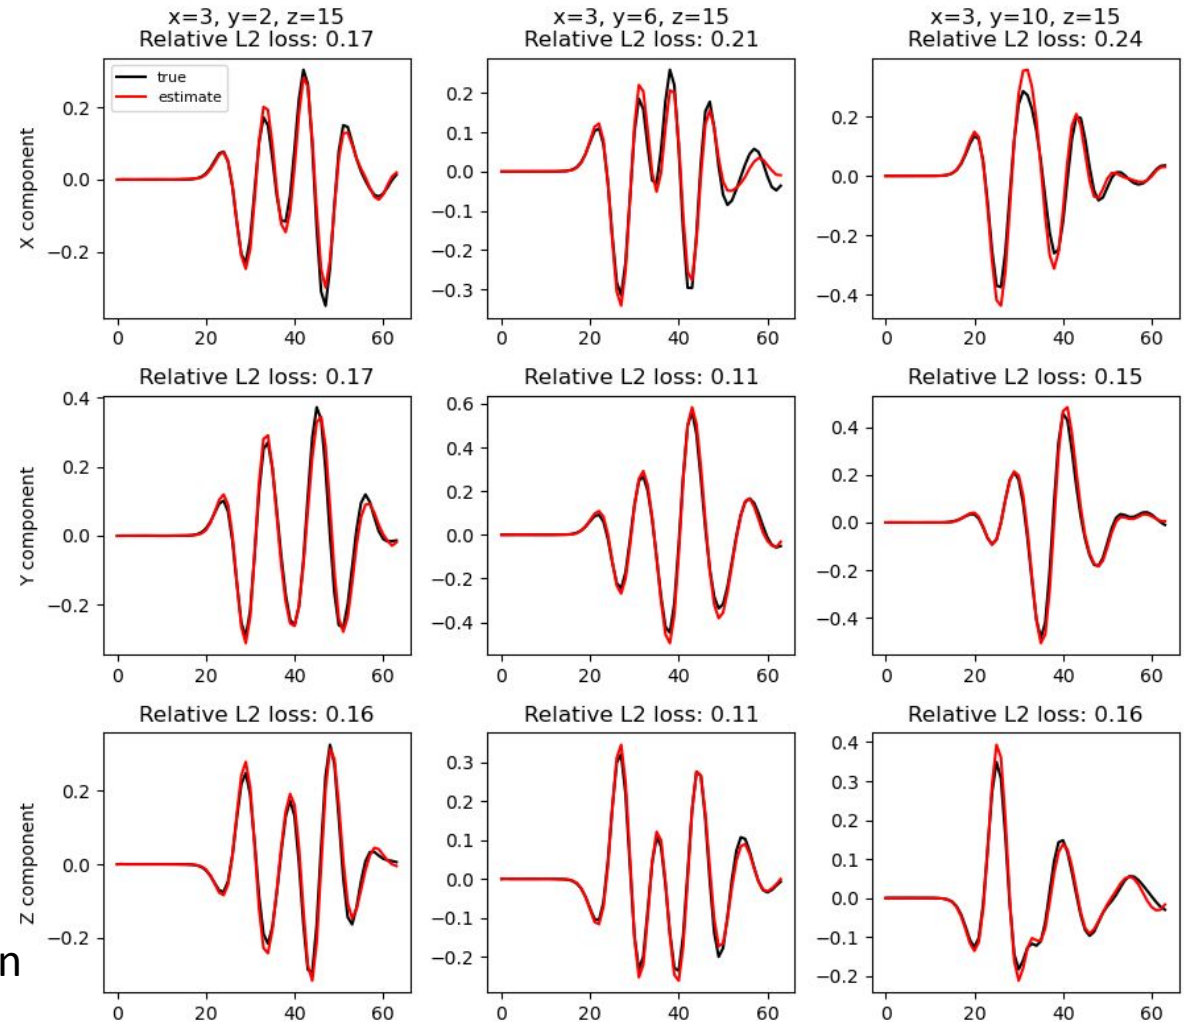 x=3, y=2, z=15
Relative L2 loss: 0.17
x=3, y=6, z=15
Relative L2 loss: 0.21
x=3, y=10, z=15
Relative L2 loss: 0.24
true
estimate
X component
0.2
0.0
−0.2
0 20 40 60
0.2
0.1
0.0
−0.1
−0.2
−0.3
0 20 40 60
0.2
0.0
−0.2
−0.4
0 20 40 60
Relative L2 loss: 0.17
Relative L2 loss: 0.11
Relative L2 loss: 0.15
Y component
0.4
0.2
0.0
−0.2
0 20 40 60
0.6
0.4
0.2
0.0
−0.2
−0.4
0 20 40 60
0.4
0.2
0.0
−0.2
−0.4
0 20 40 60
Relative L2 loss: 0.16
Relative L2 loss: 0.11
Relative L2 loss: 0.16
Z component
0.2
0.0
−0.2
0 20 40 60
0.3
0.2
0.1
0.0
−0.1
−0.2
0 20 40 60
0.4
0.3
0.2
0.1
0.0
−0.1
−0.2
0 20 40 60
n